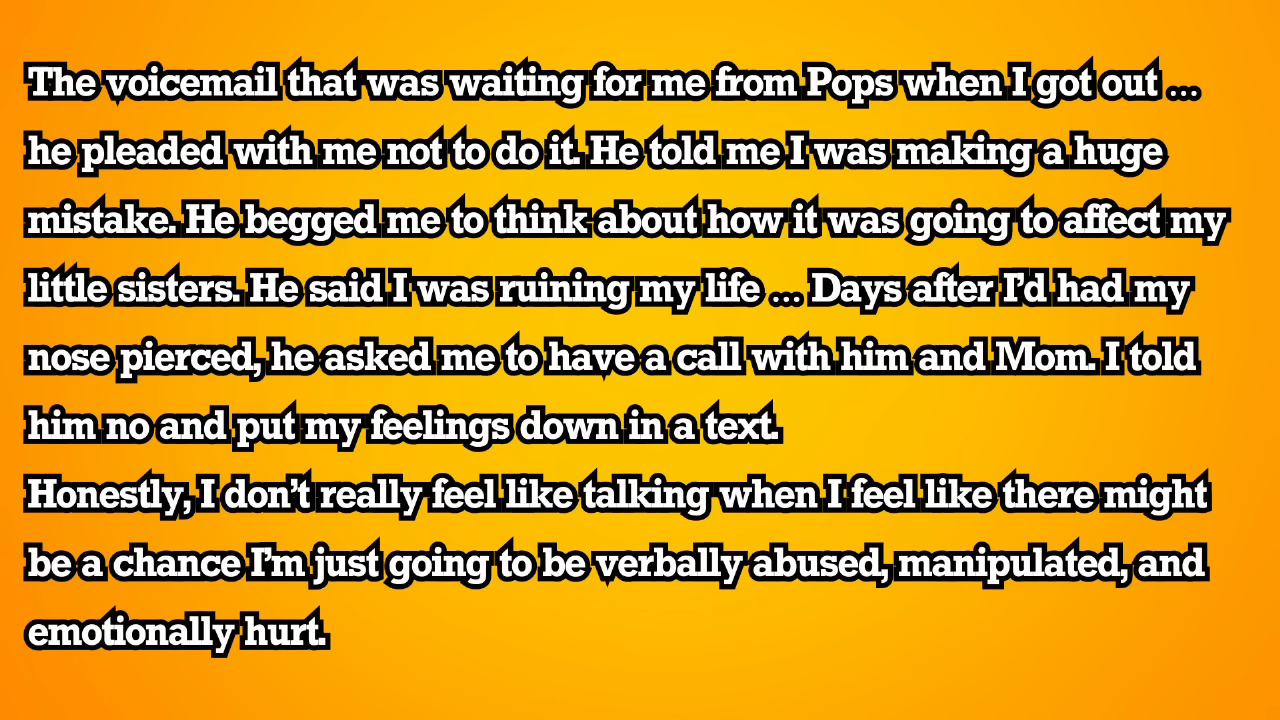 The voicemail that was waiting for me from Pops when I got out ...
he pleaded with me not to do it. He told me I was making a huge
mistake. He begged me to think about how it was going to affect my
little sisters. He said I was ruining my life ... Days after I’d had my
nose pierced, he asked me to have a call with him and Mom. I told
him no and put my feelings down in a text.
Honestly, I don’t really feel like talking when I feel like there might
be a chance I’m just going to be verbally abused, manipulated, and
emotionally hurt.